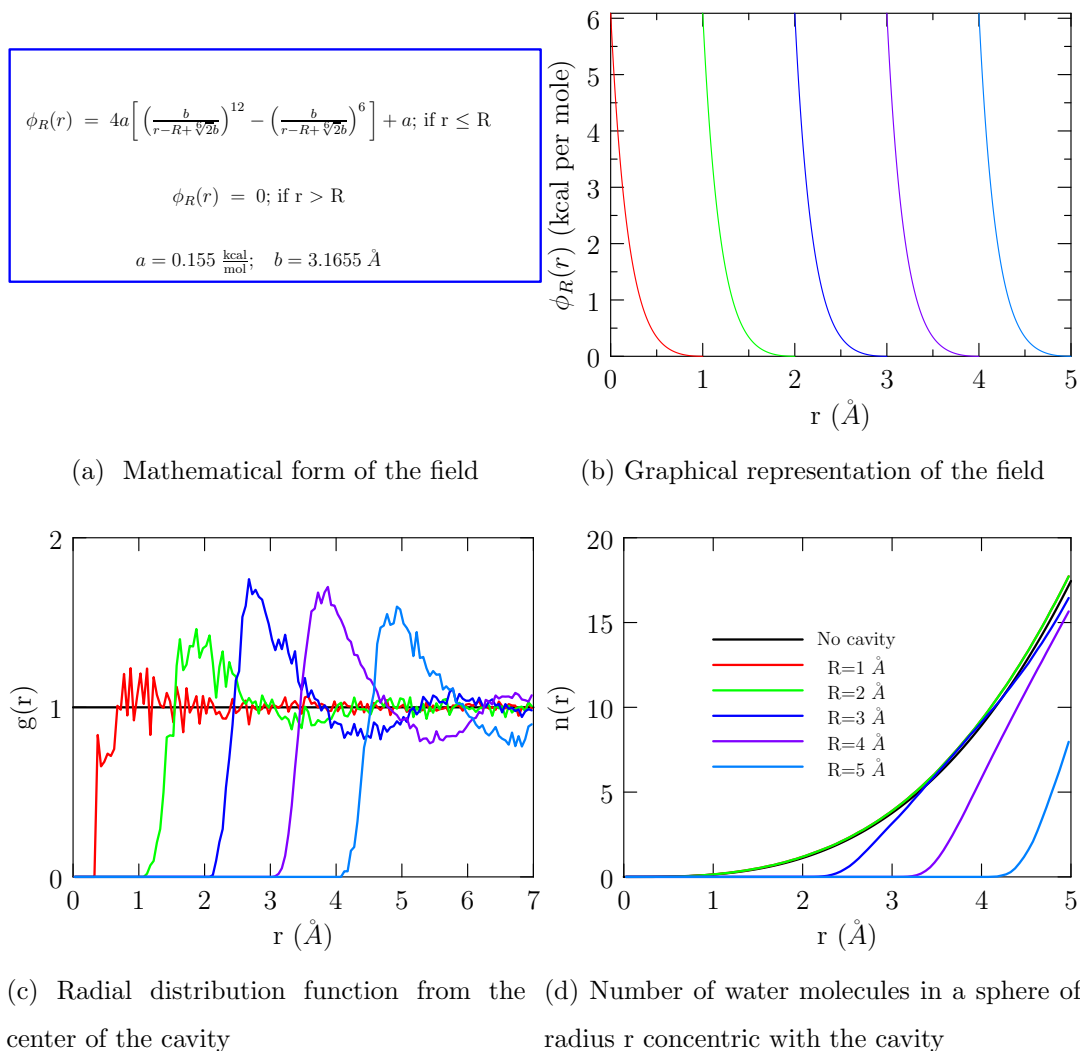 ϕ_R(r) = 4a[(b/(r−R+⁶√2b))¹² − (b/(r−R+⁶√2b))⁶] + a; if r ≤ R
ϕ_R(r) = 0; if r > R
a = 0.155 kcal/mol; b = 3.1655 Å
(a) Mathematical form of the field
ϕ_R(r) (kcal per mole)
6
5
4
3
2
1
0
0 1 2 3 4 5
r (Å)
(b) Graphical representation of the field
g(r)
2
1
0
0 1 2 3 4 5 6 7
r (Å)
(c) Radial distribution function from the
center of the cavity
n(r)
20
15
10
5
0
No cavity
R=1 Å
R=2 Å
R=3 Å
R=4 Å
R=5 Å
0 1 2 3 4 5
r (Å)
(d) Number of water molecules in a sphere of
radius r concentric with the cavity